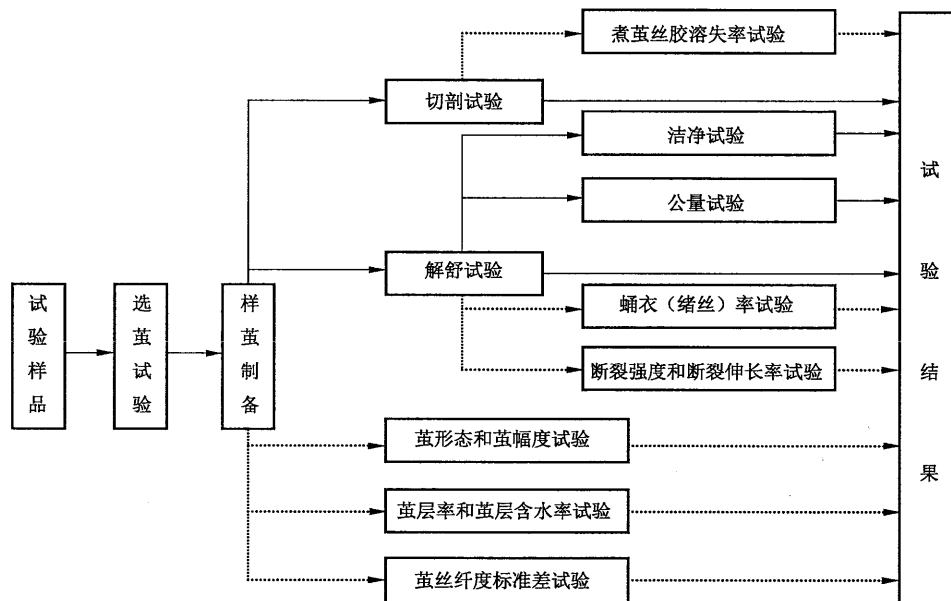 煮茧丝胶溶失率试验
切剖试验
洁净试验
公量试验
解舒试验
蛹衣（绪丝）率试验
断裂强度和断裂伸长率试验
试验样品
选茧试验
样茧制备
茧形态和茧幅度试验
茧层率和茧层含水率试验
茧丝纤度标准差试验
试验结果